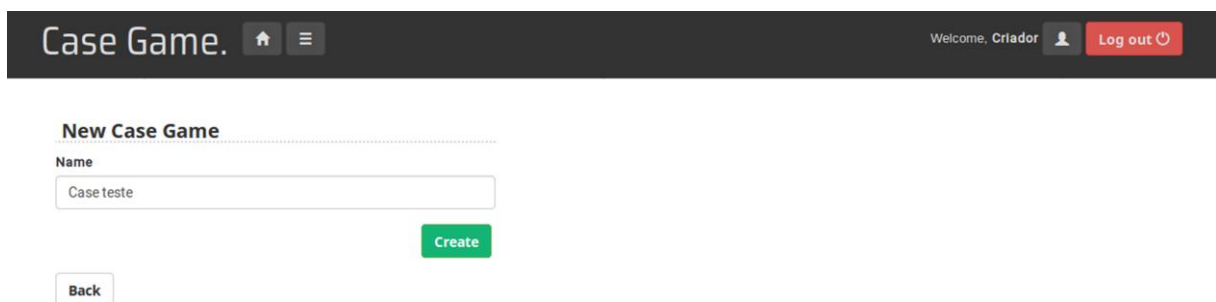 Case Game.
Welcome, Criador
Log out
New Case Game
Name
Case teste
Create
Back